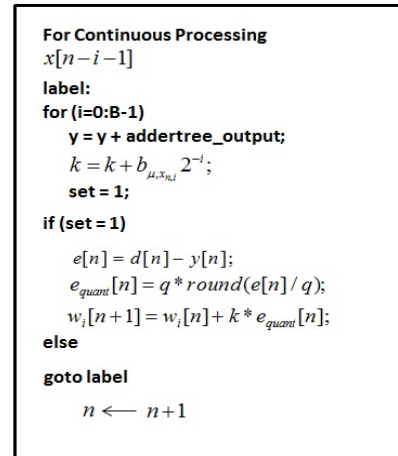 For Continuous Processing
x[n-i-1]
label:
for (i=0:B-1)
y = y + addertree_output;
k = k + b_{μ,x_{n,i}} 2^{-i};
set = 1;
if (set = 1)
e[n] = d[n] - y[n];
e_{quant}[n] = q * round(e[n] / q);
w_i[n+1] = w_i[n] + k * e_{quant}[n];
else
goto label
n ← n+1